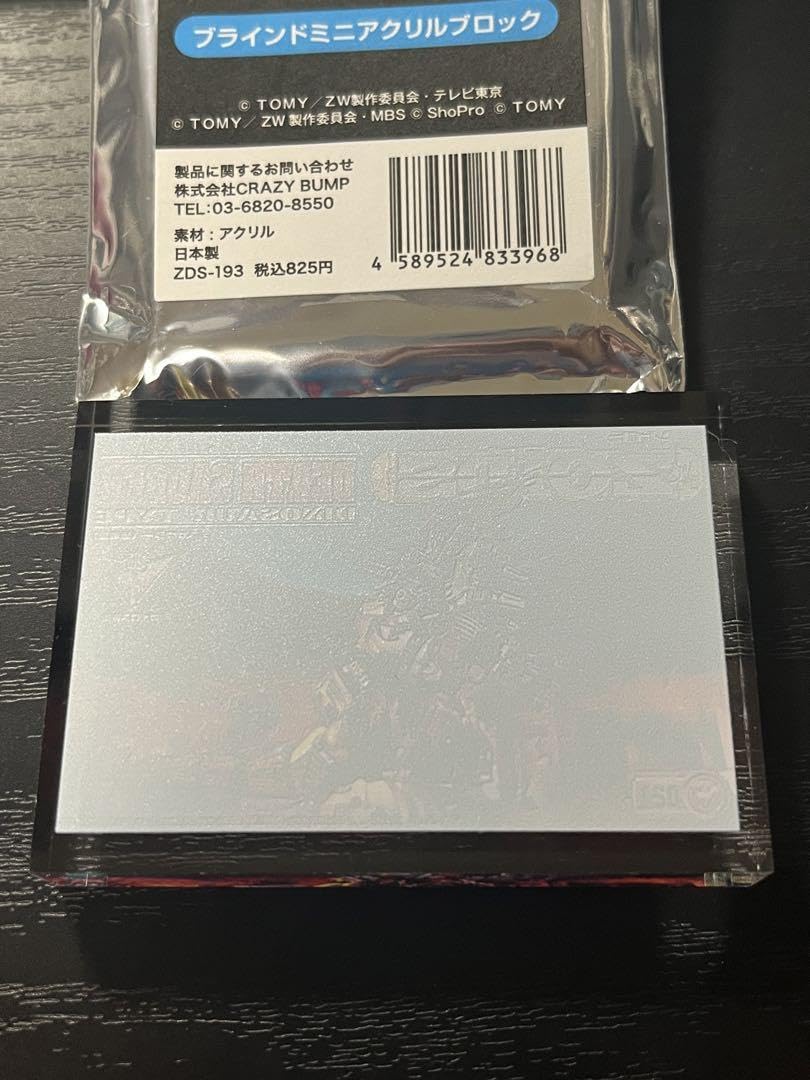 ブラインドミニアクリルブロック
© TOMY／ZW製作委員会・テレビ東京
© TOMY／ZW製作委員会・MBS © ShoPro © TOMY
製品に関するお問い合わせ
株式会社CRAZY BUMP
TEL:03-6820-8550
素材：アクリル
日本製
ZDS-193 税込825円
4 589524 833968
DINOSAUR TYPE